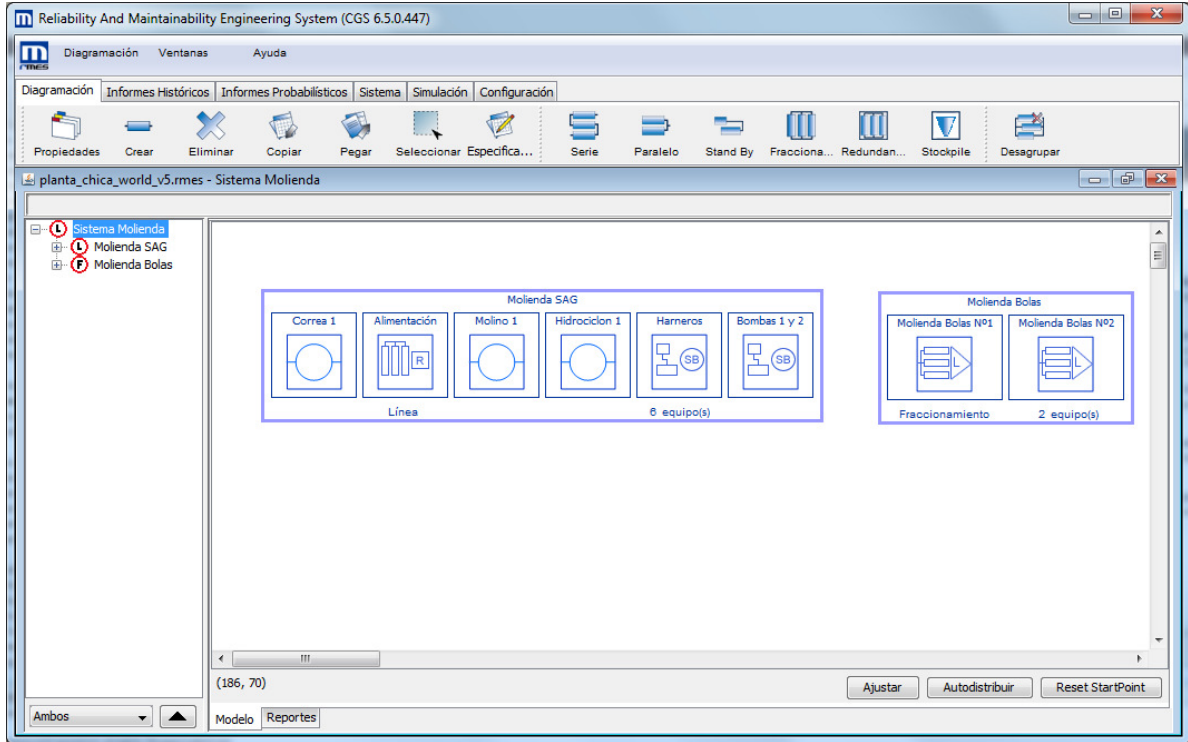 Reliability And Maintainability Engineering System (CGS 6.5.0.447)
rmes Diagramación Ventanas Ayuda
Diagramación Informes Históricos Informes Probabilísticos Sistema Simulación Configuración
Propiedades Crear Eliminar Copiar Pegar Seleccionar Especifica... Serie Paralelo Stand By Fracciona... Redundan... Stockpile Desagrupar
planta_chica_world_v5.rmes - Sistema Molienda
L Sistema Molienda
L Molienda SAG
F Molienda Bolas
Molienda SAG
Correa 1 Alimentación Molino 1 Hidrociclon 1 Harneros Bombas 1 y 2
R SB SB
Línea 6 equipo(s)
Molienda Bolas
Molienda Bolas Nº1 Molienda Bolas Nº2
L L
Fraccionamiento 2 equipo(s)
(186, 70)
Ajustar Autodistribuir Reset StartPoint
Ambos
Modelo Reportes